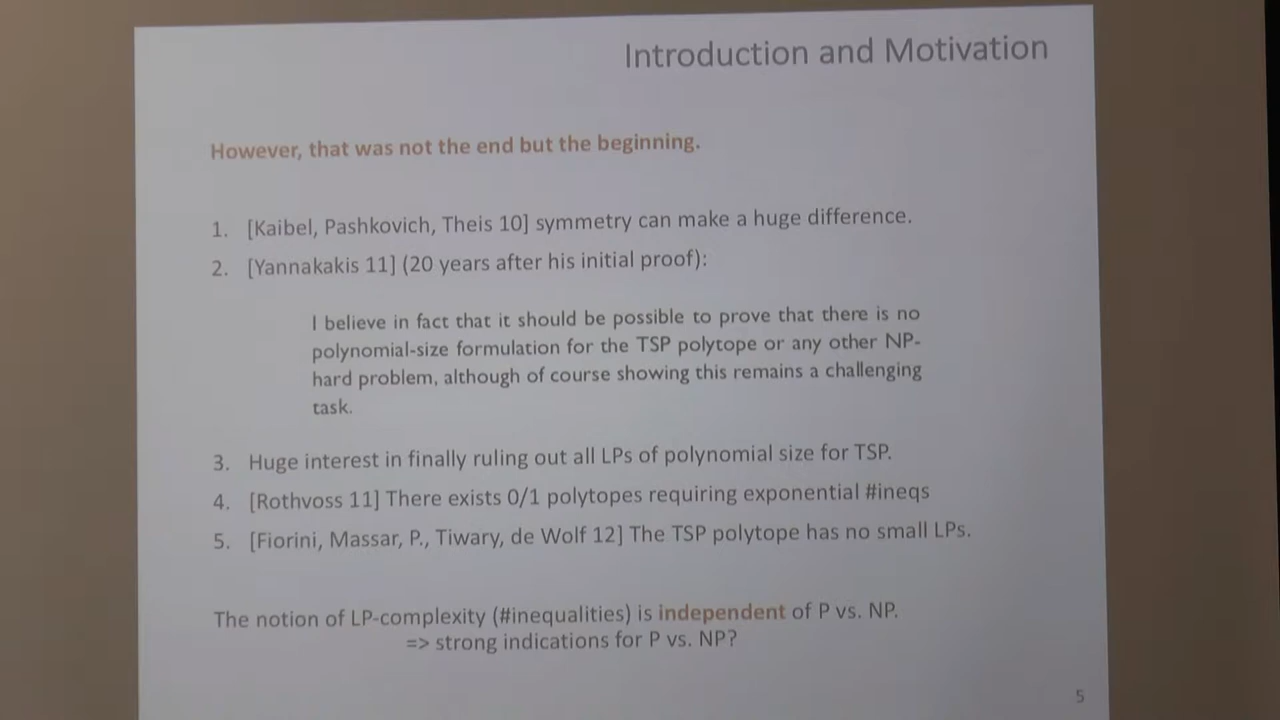 Introduction and Motivation
However, that was not the end but the beginning.
1. [Kaibel, Pashkovich, Theis 10] symmetry can make a huge difference.
2. [Yannakakis 11] (20 years after his initial proof):
I believe in fact that it should be possible to prove that there is no
polynomial-size formulation for the TSP polytope or any other NP-
hard problem, although of course showing this remains a challenging
task.
3. Huge interest in finally ruling out all LPs of polynomial size for TSP.
4. [Rothvoss 11] There exists 0/1 polytopes requiring exponential #ineqs
5. [Fiorini, Massar, P., Tiwary, de Wolf 12] The TSP polytope has no small LPs.
The notion of LP-complexity (#inequalities) is independent of P vs. NP.
=> strong indications for P vs. NP?
5